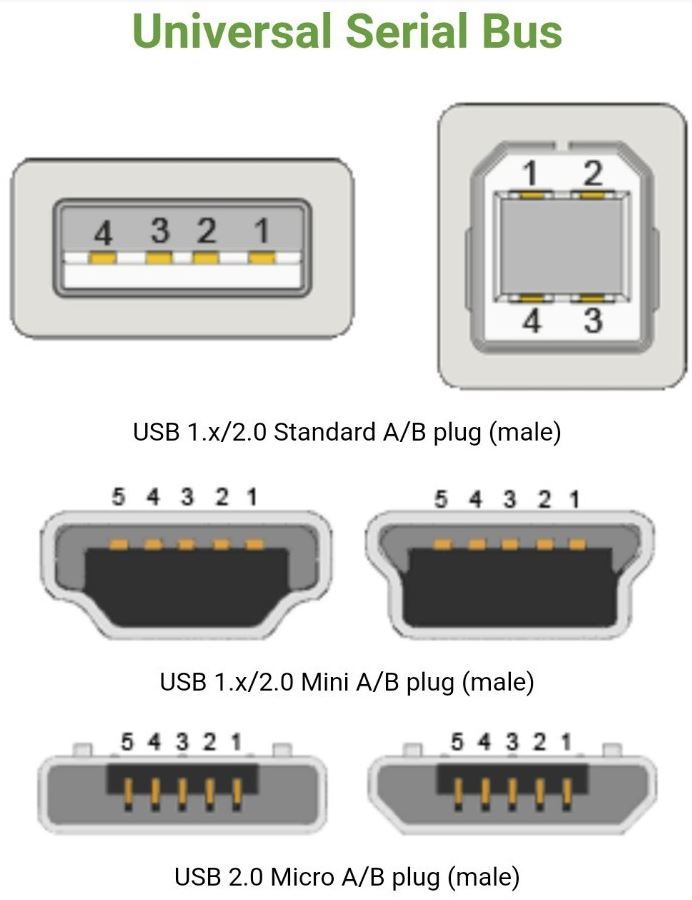 Universal Serial Bus
4 3 2 1
1 2
4 3
USB 1.x/2.0 Standard A/B plug (male)
5 4 3 2 1
5 4 3 2 1
USB 1.x/2.0 Mini A/B plug (male)
5 4 3 2 1
5 4 3 2 1
USB 2.0 Micro A/B plug (male)